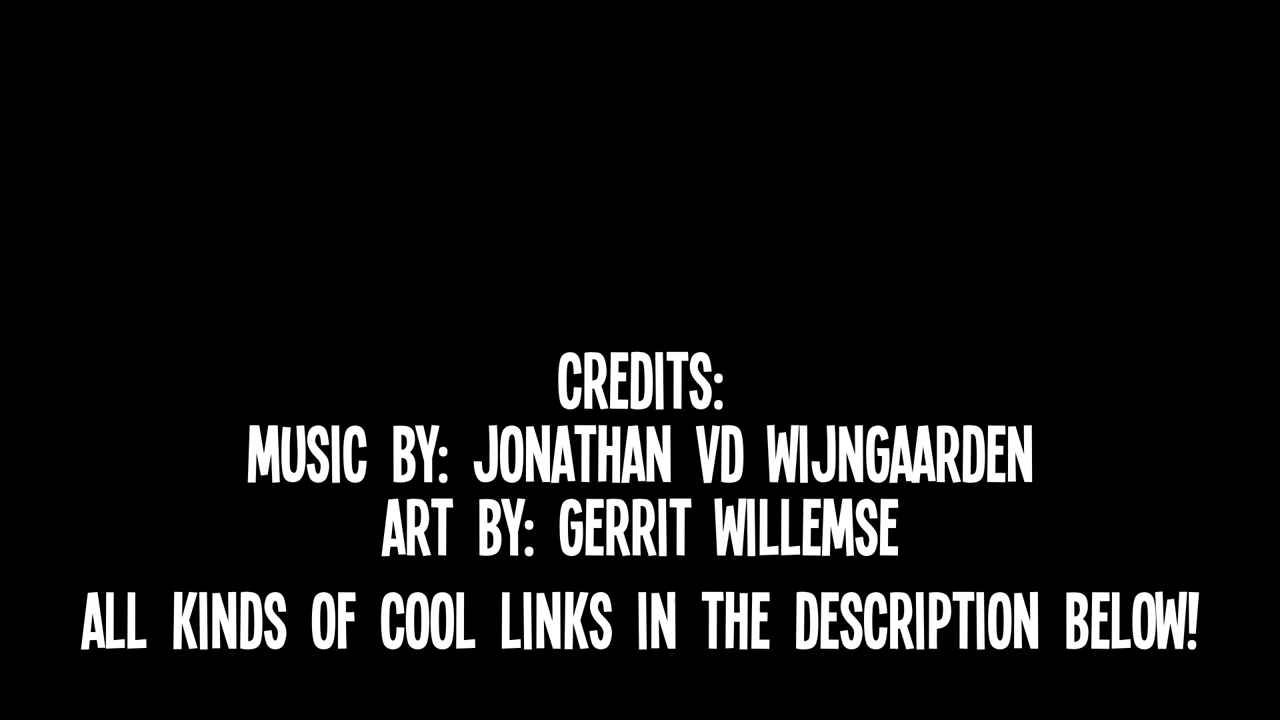 CREDITS:
MUSIC BY: JONATHAN VD WIJNGAARDEN
ART BY: GERRIT WILLEMSE
ALL KINDS OF COOL LINKS IN THE DESCRIPTION BELOW!